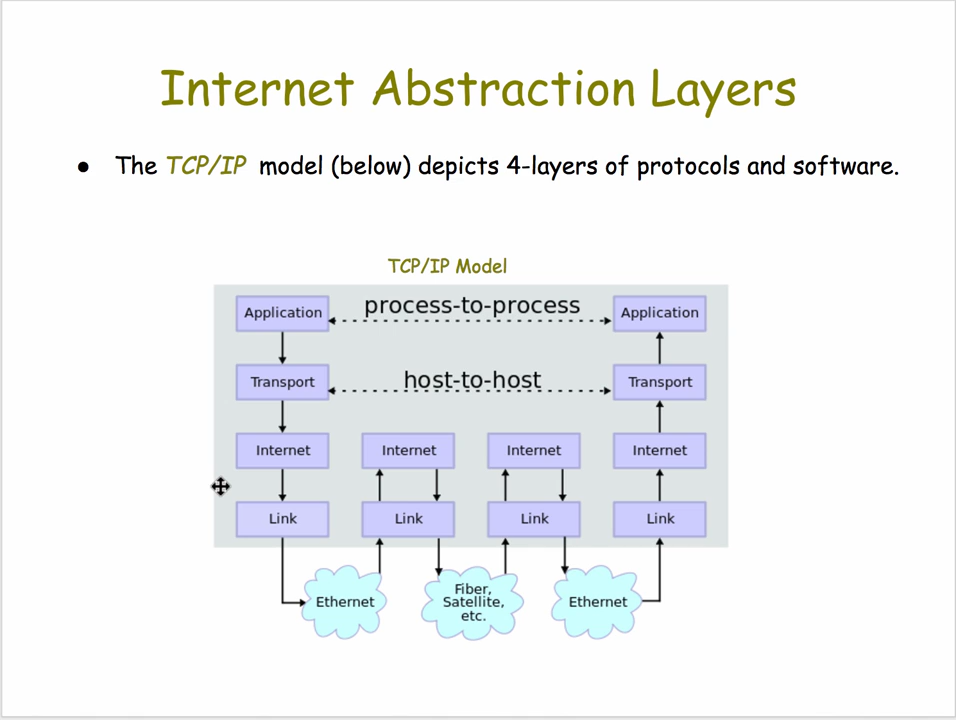 Internet Abstraction Layers
● The TCP/IP model (below) depicts 4-layers of protocols and software.
TCP/IP Model
Application process-to-process Application
Transport host-to-host Transport
Internet Internet Internet Internet
Link Link Link Link
Ethernet
Fiber,
Satellite,
etc.
Ethernet